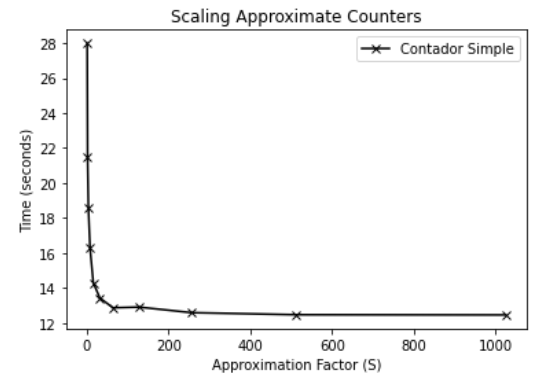 Scaling Approximate Counters
Contador Simple
Time (seconds)
28
26
24
22
20
18
16
14
12
0 200 400 600 800 1000
Approximation Factor (S)